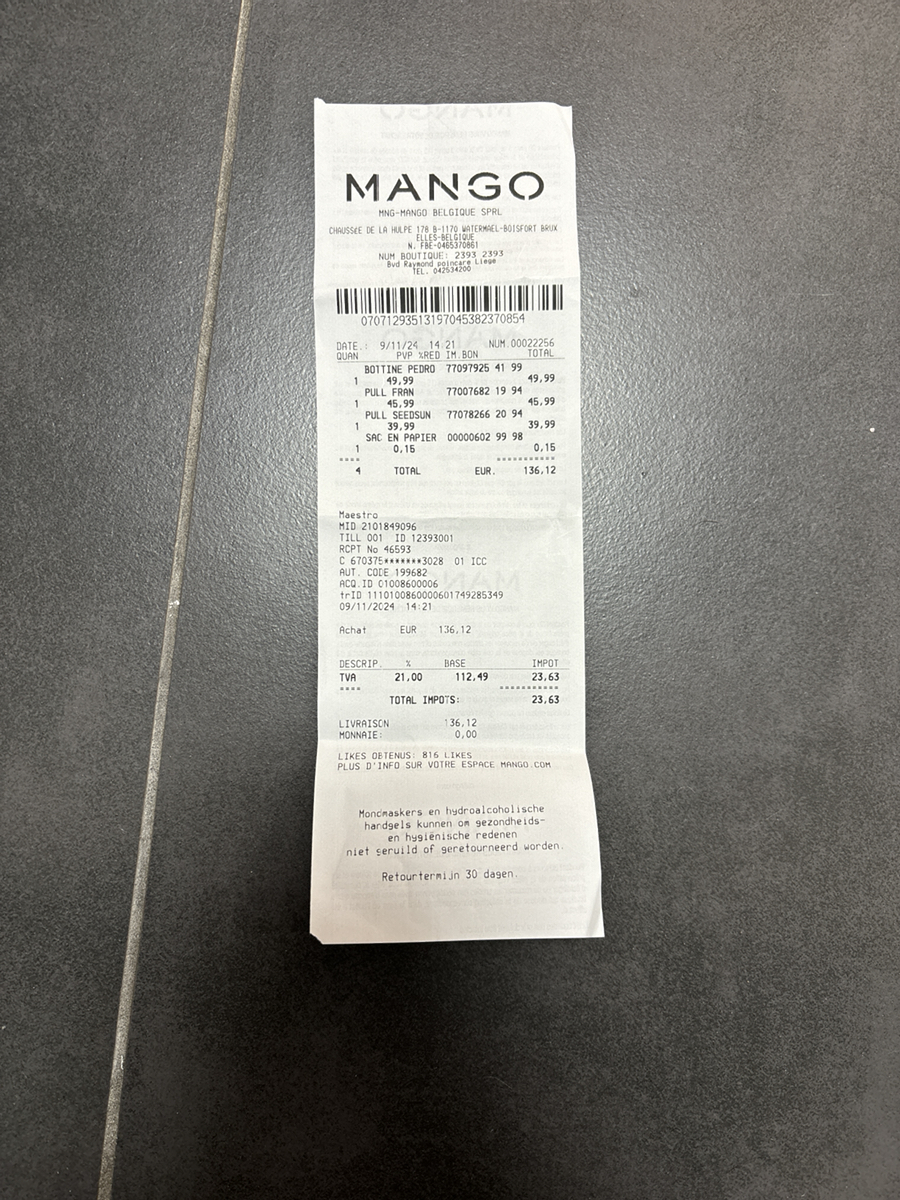 MANGO
MNG-MANGO BELGIQUE SPRL
CHAUSSEE DE LA HULPE 178 B-1170 WATERMAEL-BOISFORT BRUX
ELLES-BELGIQUE
N. FBE-0465370861
NUM BOUTIQUE: 2393 2393
Bvd Raymond poincare Liege
TEL. 042534200
07071293513197045382370854
DATE.: 9/11/24 14:21 NUM.00022256
QUAN PVP %RED IM.BON TOTAL
BOTTINE PEDRO 77097925 41 99
1 49,99 49,99
PULL FRAN 77007682 19 94
1 45,99 45,99
PULL SEEDSUN 77078266 20 94
1 39,99 39,99
SAC EN PAPIER 00000602 99 98
1 0,15 0,15
==== ===========
4 TOTAL EUR. 136,12
Maestro
MID 2101849096
TILL 001 ID 12393001
RCPT No 46593
C 670375*******3028 01 ICC
AUT. CODE 199682
ACQ.ID 01008600006
trID 1110100860000601749285349
09/11/2024 14:21
Achat EUR 136,12
DESCRIP. % BASE IMPOT
TVA 21,00 112,49 23,63
==== ===========
TOTAL IMPOTS: 23,63
LIVRAISON 136,12
MONNAIE: 0,00
LIKES OBTENUS: 816 LIKES
PLUS D'INFO SUR VOTRE ESPACE MANGO.COM
Mondmaskers en hydroalcoholische
handgels kunnen om gezondheids-
en hygiënische redenen
niet geruild of geretourneerd worden.
Retourtermijn 30 dagen.